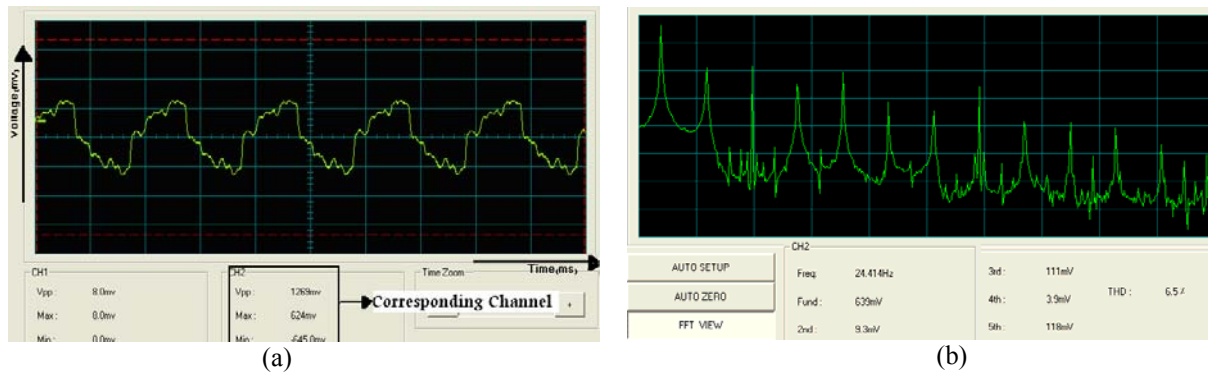 Voltage(mv)
Time(ms)
CH1
Vpp : 8.0mv
Max : 8.0mv
Min : 0.0mv
CH2
Vpp : 1269mv
Max : 624mv
Min : -645.0mv
Corresponding Channel
Time Zoom
+
(a)
AUTO SETUP
AUTO ZERO
FFT VIEW
CH2
Freq 24.414Hz
Fund : 639mV
2nd : 9.3mV
3rd : 111mV
4th : 3.9mV
5th : 118mV
THD : 6.5 %
(b)